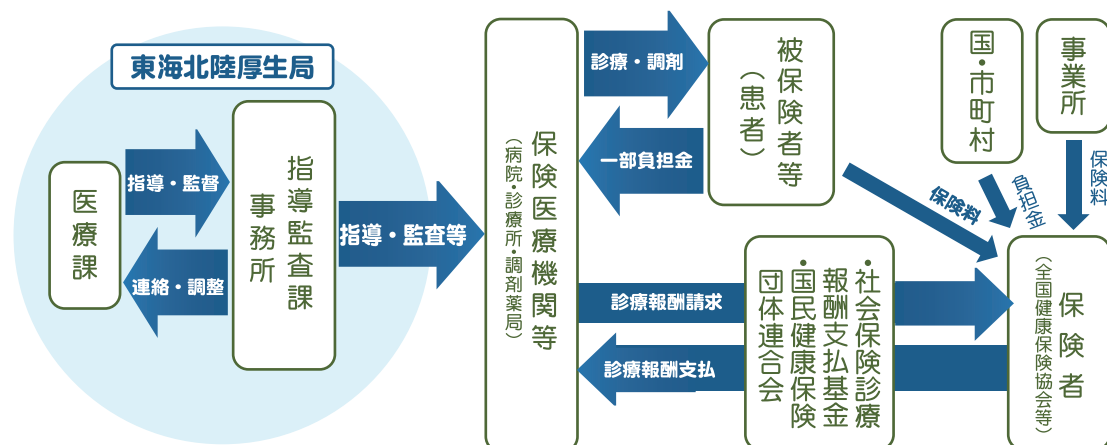 東海北陸厚生局
医療課
指導・監督
連絡・調整
指導監査課
事務所
指導・監査等
保険医療機関等
（病院・診療所・調剤薬局）
診療・調剤
一部負担金
被保険者等
（患者）
国・市町村
事業所
保険料
負担金
保険料
診療報酬請求
診療報酬支払
・社会保険診療
報酬支払基金
・国民健康保険
団体連合会
保険者
（全国健康保険協会等）